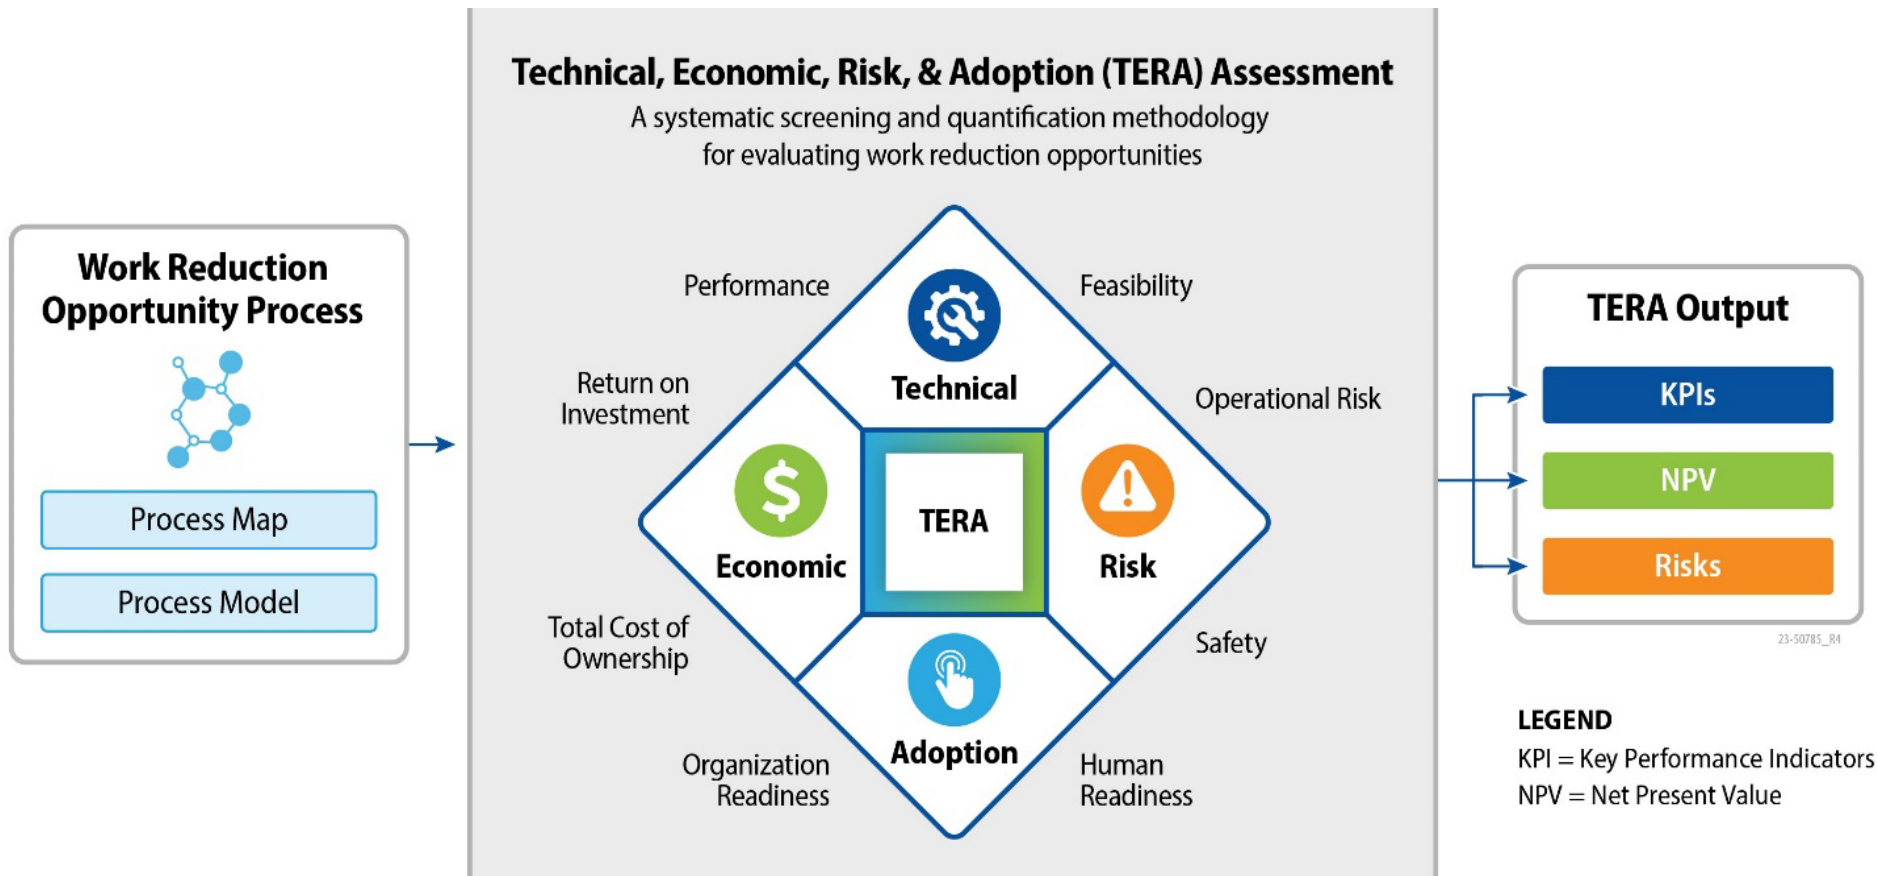 Technical, Economic, Risk, & Adoption (TERA) Assessment
A systematic screening and quantification methodology
for evaluating work reduction opportunities
Work Reduction
Opportunity Process
Process Map
Process Model
Performance
Feasibility
Technical
Return on
Investment
Operational Risk
$
Economic
TERA
Risk
Total Cost of
Ownership
Safety
Adoption
Organization
Readiness
Human
Readiness
TERA Output
KPIs
NPV
Risks
23-50785_R4
LEGEND
KPI = Key Performance Indicators
NPV = Net Present Value